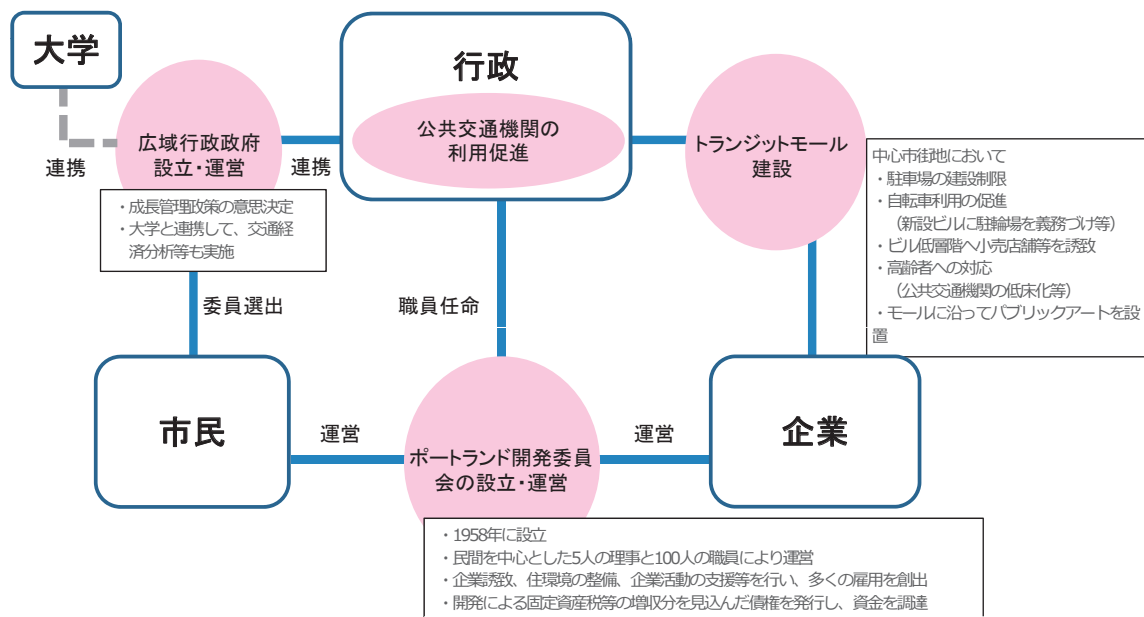 大学
行政
公共交通機関の
利用促進
広域行政政府
設立・運営
連携
連携
トランジットモール
建設
・成長管理政策の意思決定
・大学と連携して、交通経
済分析等も実施
中心市街地において
・駐車場の建設制限
・自転車利用の促進
（新設ビルに駐輪場を義務づけ等）
・ビル低層階へ小売店舗等を誘致
・高齢者への対応
（公共交通機関の低床化等）
・モールに沿ってパブリックアートを設
置
委員選出
職員任命
市民
運営
ポートランド開発委員
会の設立・運営
運営
企業
・1958年に設立
・民間を中心とした5人の理事と100人の職員により運営
・企業誘致、住環境の整備、企業活動の支援等を行い、多くの雇用を創出
・開発による固定資産税等の増収分を見込んだ債権を発行し、資金を調達